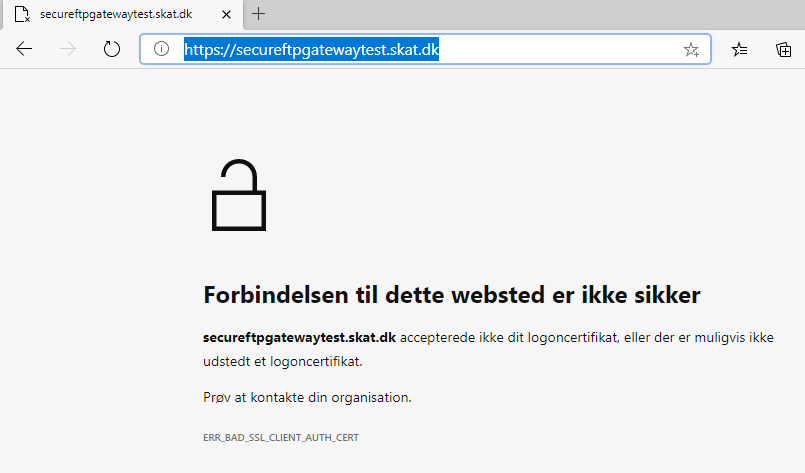 secureftpgatewaytest.skat.dk
https://secureftpgatewaytest.skat.dk
Forbindelsen til dette websted er ikke sikker
secureftpgatewaytest.skat.dk accepterede ikke dit logoncertifikat, eller der er muligvis ikke
udstedt et logoncertifikat.
Prøv at kontakte din organisation.
ERR_BAD_SSL_CLIENT_AUTH_CERT